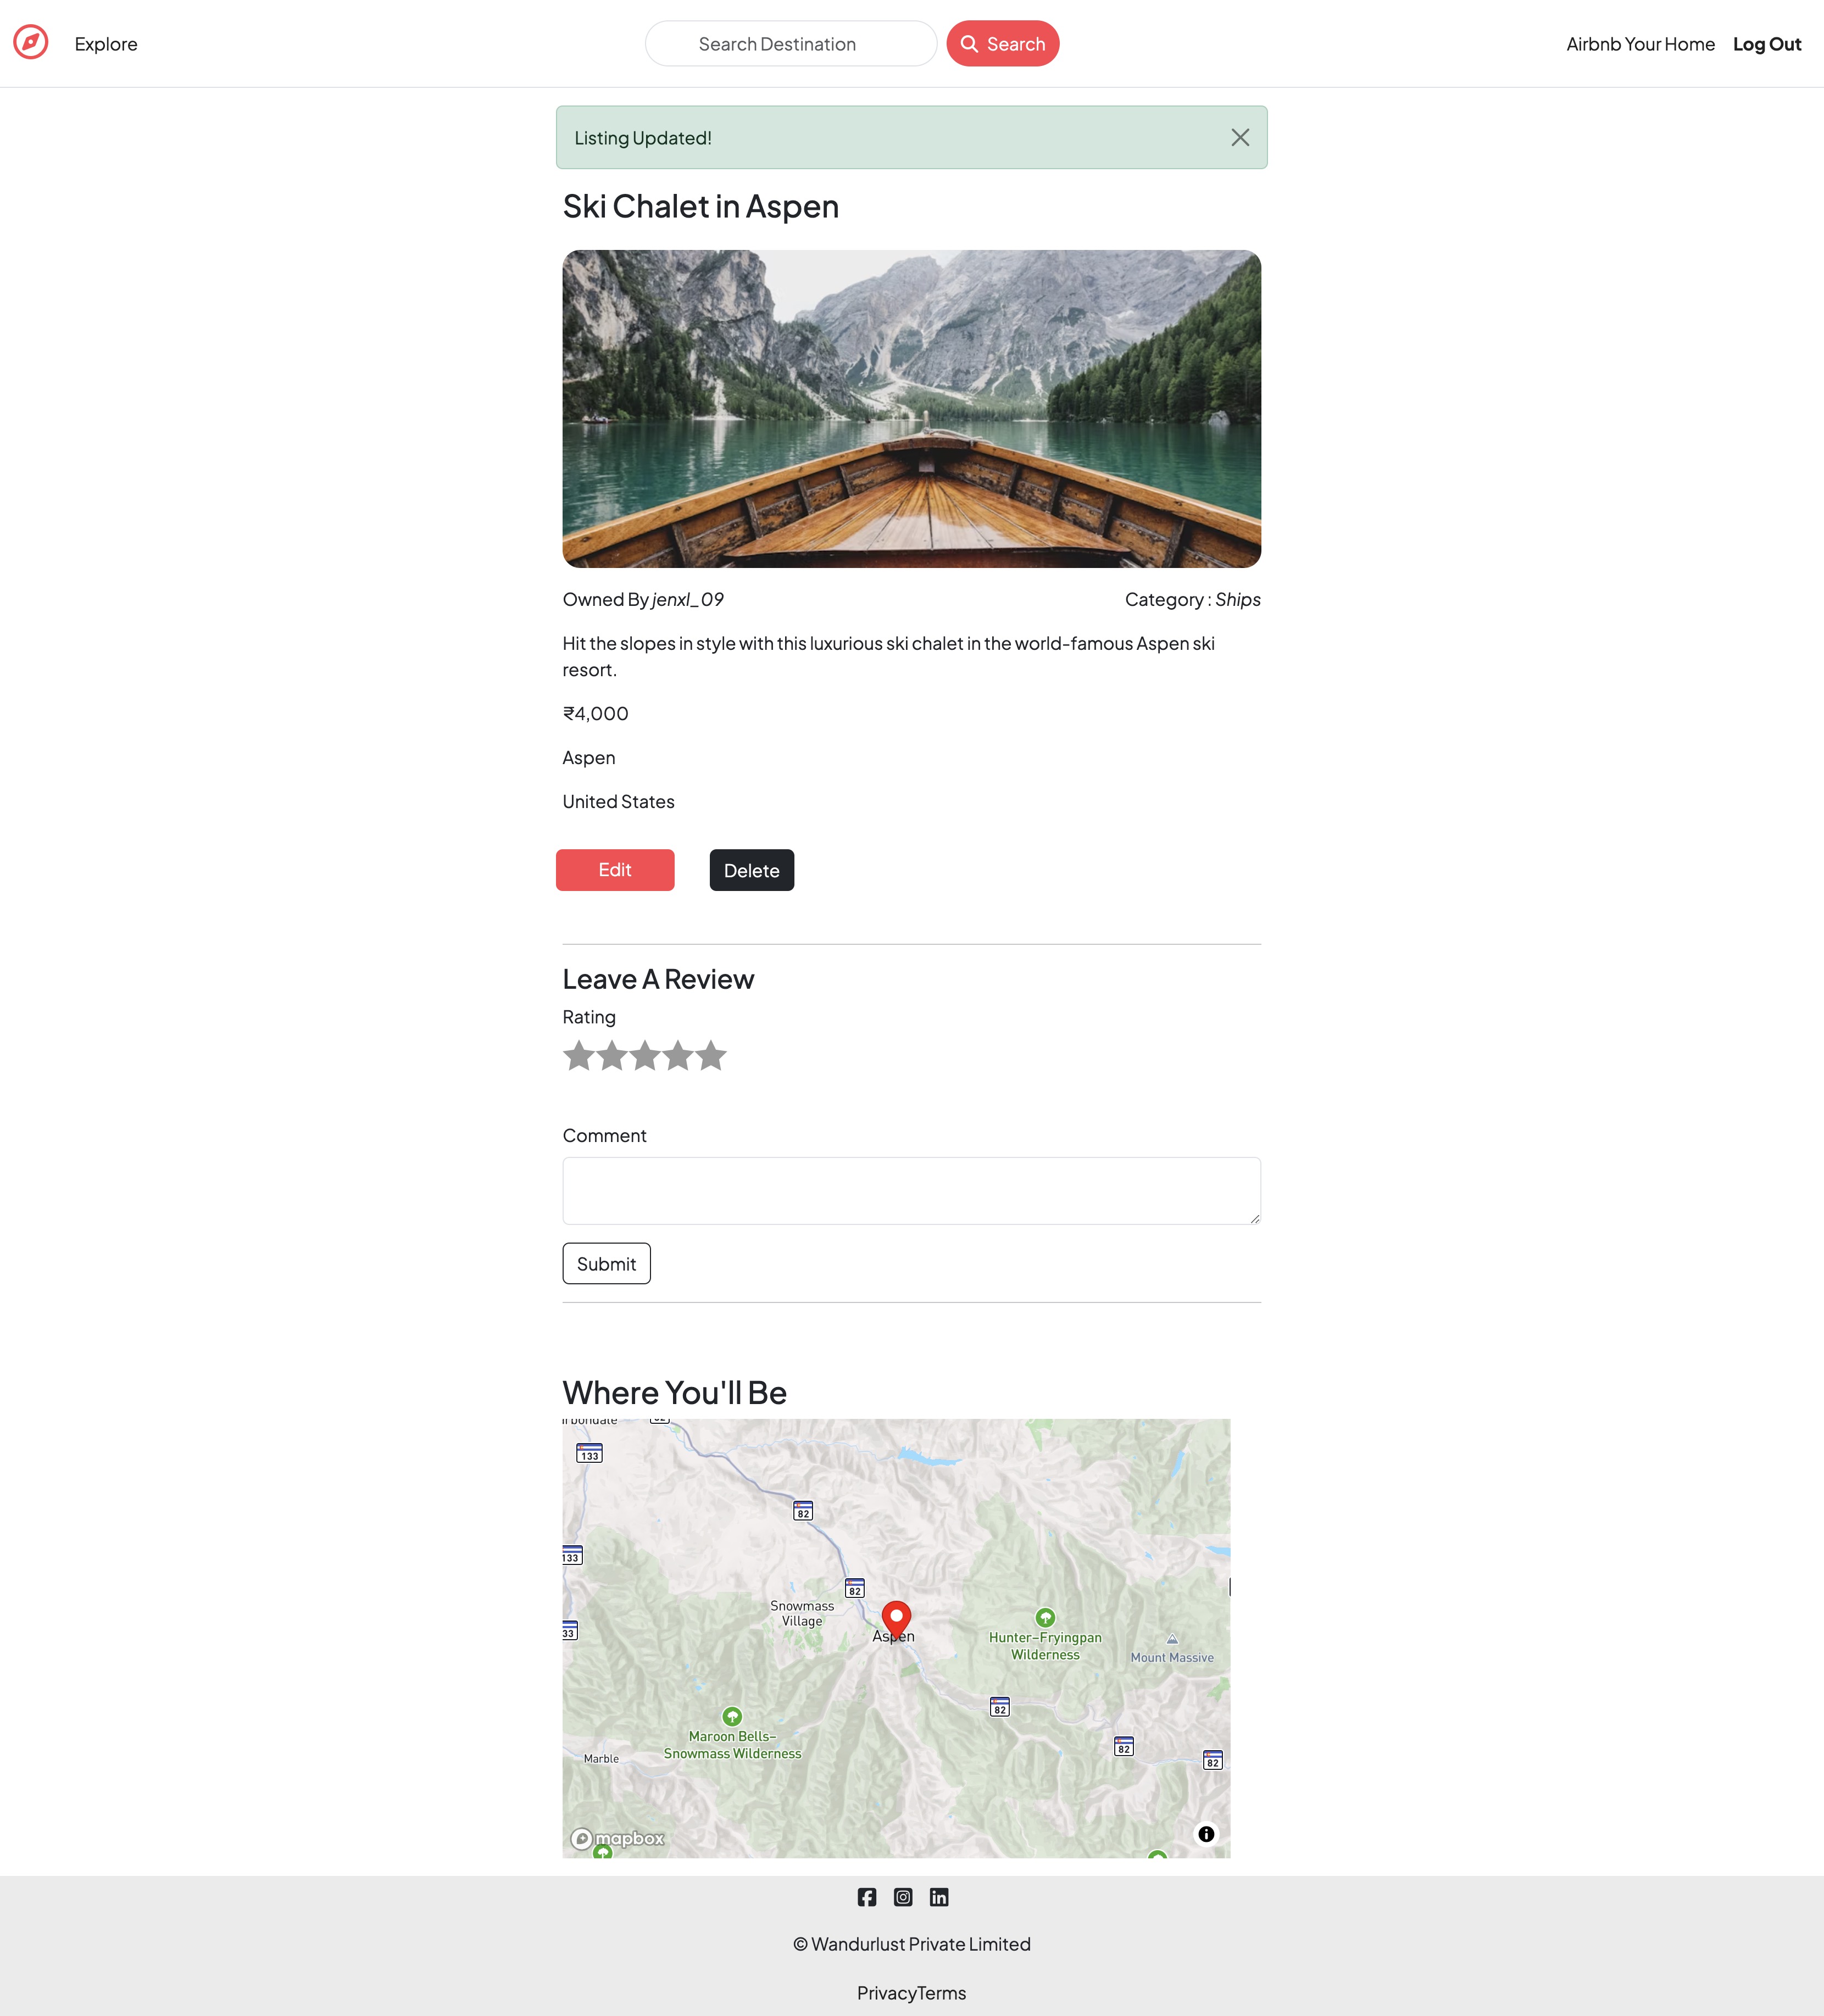 Explore
Search Destination
Search
Airbnb Your Home
Log Out
Listing Updated!
Ski Chalet in Aspen
Owned By jenxl_09
Category : Ships
Hit the slopes in style with this luxurious ski chalet in the world-famous Aspen ski
resort.
₹4,000
Aspen
United States
Edit
Delete
Leave A Review
Rating
Comment
Submit
Where You'll Be
133
82
133
82
Snowmass
Village
33
Aspen
Hunter-Fryingpan
Wilderness
Mount Massive
82
Maroon Bells-
Snowmass Wilderness
82
Marble
82
mapbox
© Wandurlust Private Limited
PrivacyTerms